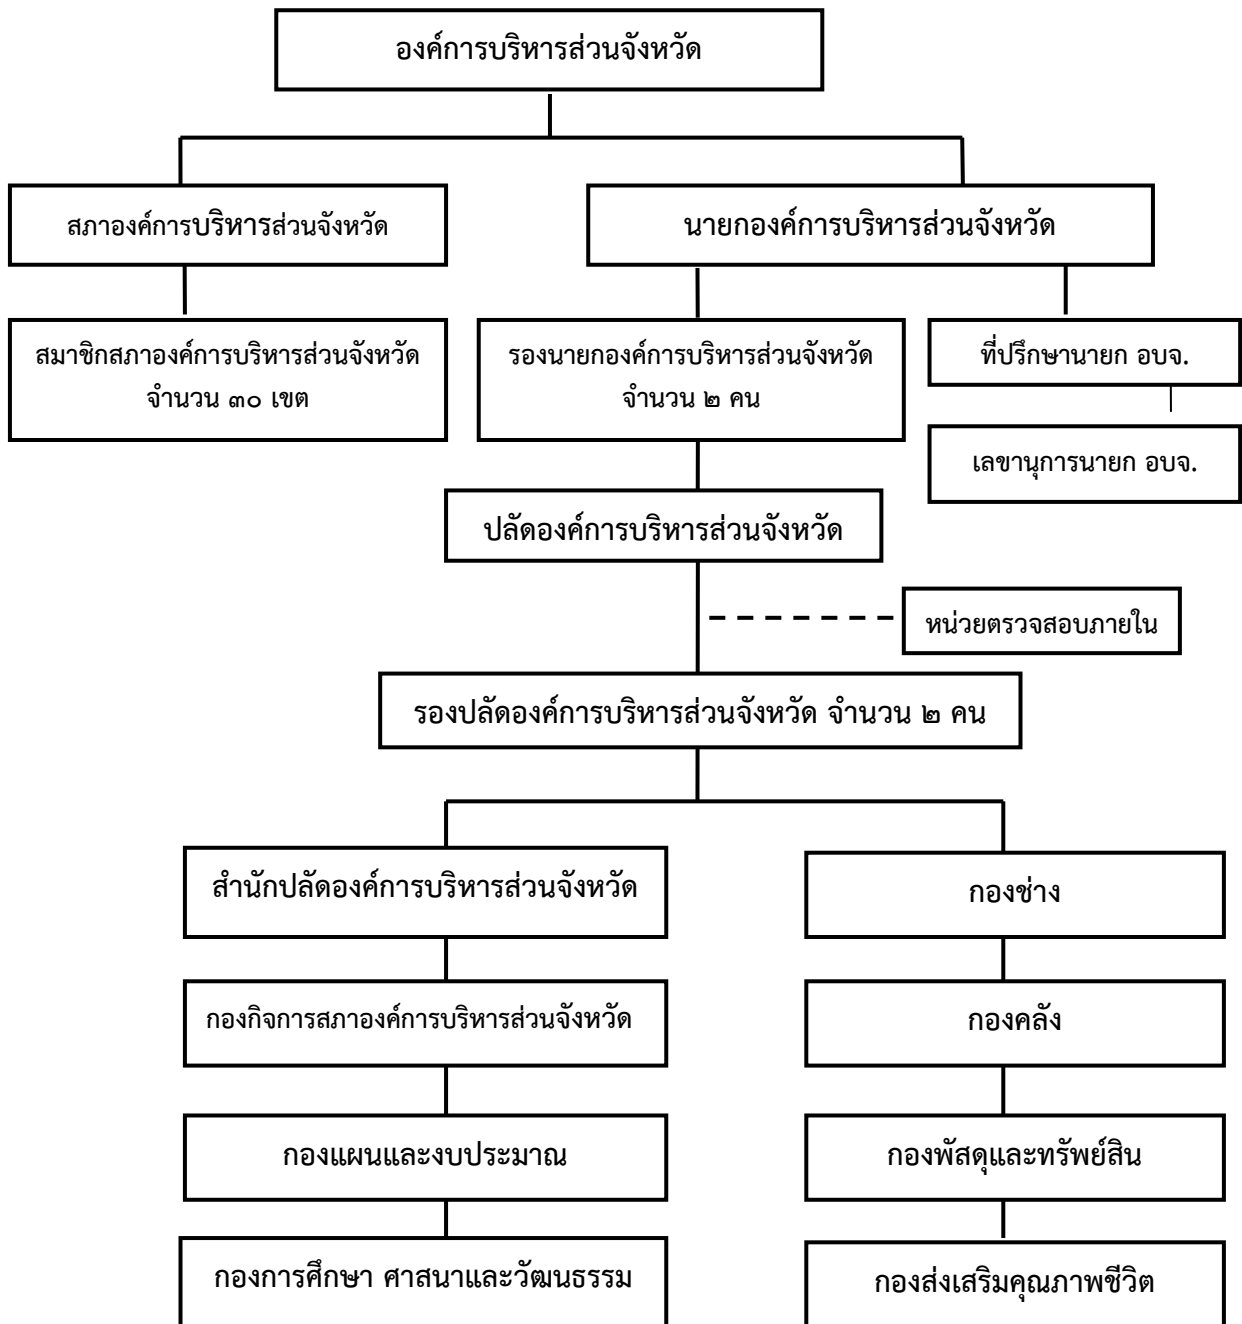 องค์การบริหารส่วนจังหวัด
สภาองค์การบริหารส่วนจังหวัด
นายกองค์การบริหารส่วนจังหวัด
สมาชิกสภาองค์การบริหารส่วนจังหวัด
จำนวน ๓๐ เขต
รองนายกองค์การบริหารส่วนจังหวัด
จำนวน ๒ คน
ที่ปรึกษานายก อบจ.
เลขานุการนายก อบจ.
ปลัดองค์การบริหารส่วนจังหวัด
หน่วยตรวจสอบภายใน
รองปลัดองค์การบริหารส่วนจังหวัด จำนวน ๒ คน
สำนักปลัดองค์การบริหารส่วนจังหวัด
กองช่าง
กองกิจการสภาองค์การบริหารส่วนจังหวัด
กองคลัง
กองแผนและงบประมาณ
กองพัสดุและทรัพย์สิน
กองการศึกษา ศาสนาและวัฒนธรรม
กองส่งเสริมคุณภาพชีวิต